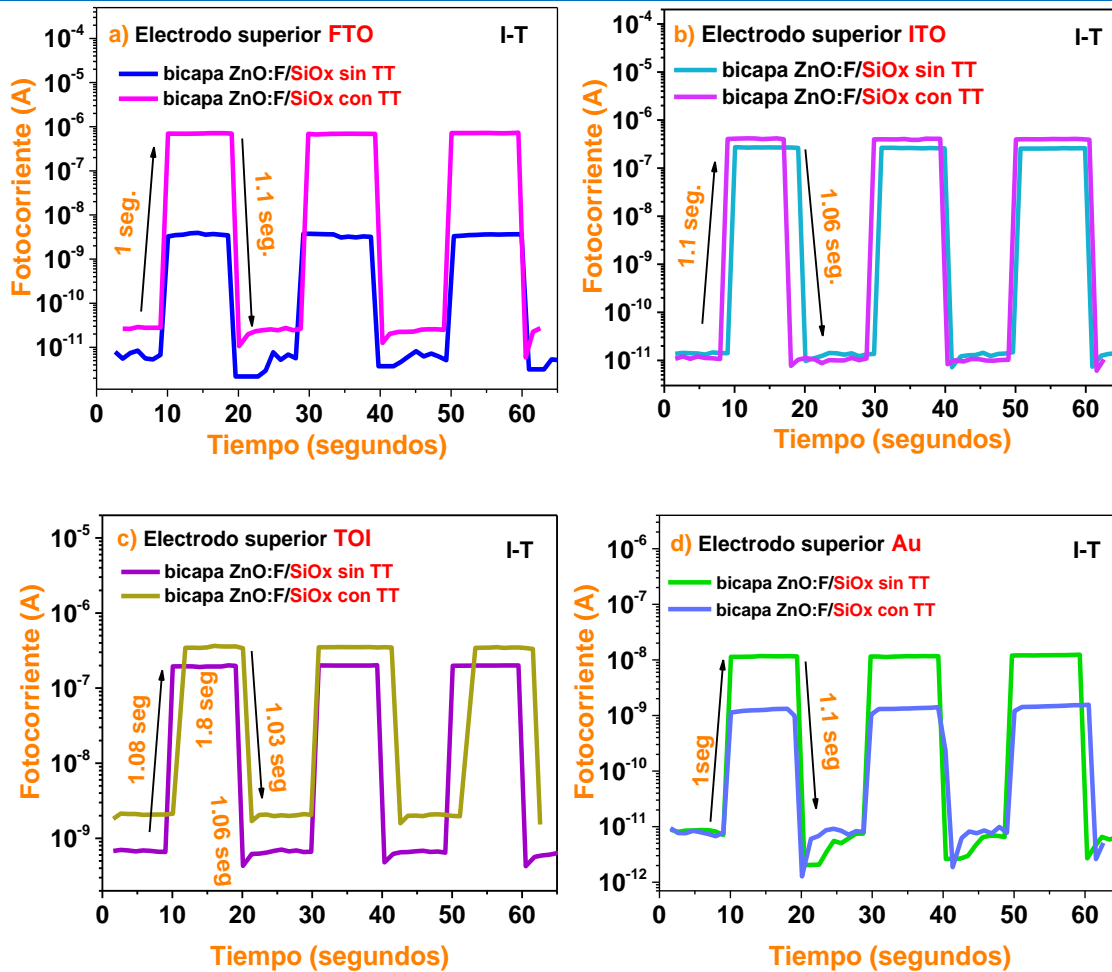 a) Electrodo superior FTO
I-T
bicapa ZnO:F/SiOx sin TT
bicapa ZnO:F/SiOx con TT
1 seg.
1.1 seg.
10⁻⁴
10⁻⁵
10⁻⁶
10⁻⁷
10⁻⁸
10⁻⁹
10⁻¹⁰
10⁻¹¹
Fotocorriente (A)
0 10 20 30 40 50 60
Tiempo (segundos)
b) Electrodo superior ITO
I-T
bicapa ZnO:F/SiOx sin TT
bicapa ZnO:F/SiOx con TT
1.1 seg.
1.06 seg.
10⁻⁴
10⁻⁵
10⁻⁶
10⁻⁷
10⁻⁸
10⁻⁹
10⁻¹⁰
10⁻¹¹
Fotocorriente (A)
0 10 20 30 40 50 60
Tiempo (segundos)
c) Electrodo superior TOI
I-T
bicapa ZnO:F/SiOx sin TT
bicapa ZnO:F/SiOx con TT
1.08 seg
1.8 seg
1.03 seg
1.06 seg
10⁻⁵
10⁻⁶
10⁻⁷
10⁻⁸
10⁻⁹
Fotocorriente (A)
0 10 20 30 40 50 60
Tiempo (segundos)
d) Electrodo superior Au
I-T
bicapa ZnO:F/SiOx sin TT
bicapa ZnO:F/SiOx con TT
1seg
1.1 seg
10⁻⁶
10⁻⁷
10⁻⁸
10⁻⁹
10⁻¹⁰
10⁻¹¹
10⁻¹²
Fotocorriente (A)
0 10 20 30 40 50 60
Tiempo (segundos)